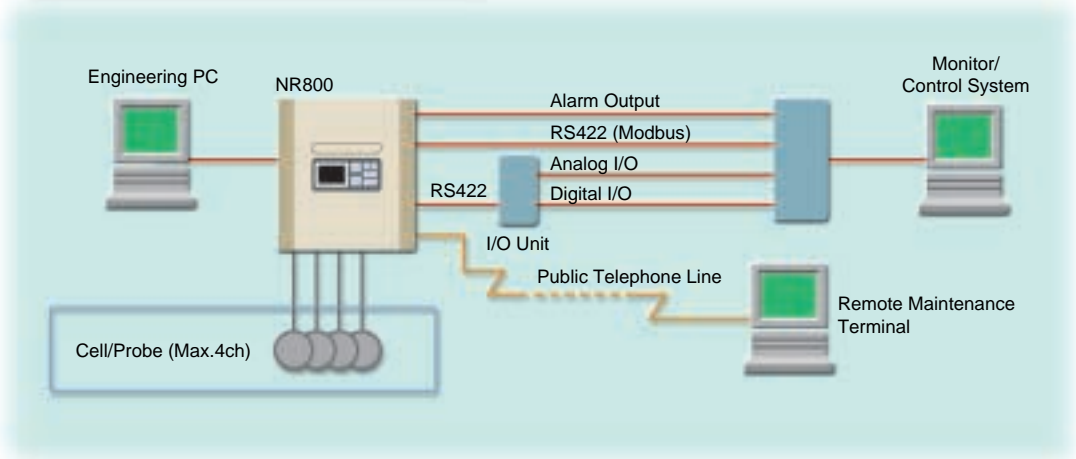 Engineering PC
NR800
Alarm Output
RS422 (Modbus)
Analog I/O
RS422
Digital I/O
I/O Unit
Monitor/
Control System
Public Telephone Line
Remote Maintenance
Terminal
Cell/Probe (Max.4ch)